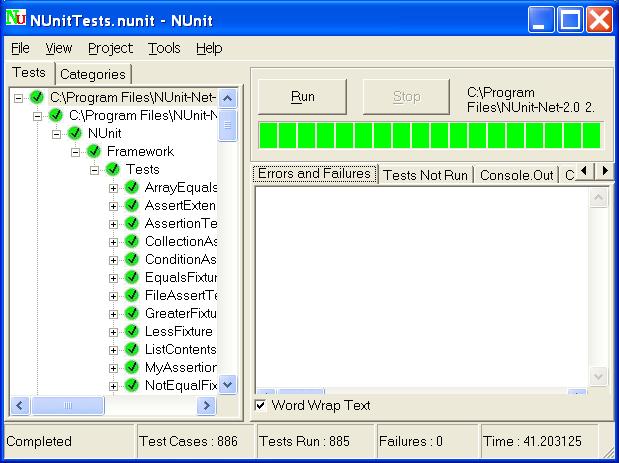 NUnitTests.nunit - NUnit
File View Project Tools Help
Tests Categories
C:\Program Files\NUnit-Net-
C:\Program Files\NUnit-N
NUnit
Framework
Tests
ArrayEquals
AssertExten
AssertionTe
CollectionAs
ConditionAs
EqualsFixtur
FileAssertTe
GreaterFixtur
LessFixture
ListContents
MyAssertion
NotEqualFix
Run Stop
C:\Program
Files\NUnit-Net-2.0 2.
Errors and Failures Tests Not Run Console.Out C
Word Wrap Text
Completed Test Cases : 886 Tests Run : 885 Failures : 0 Time : 41.203125